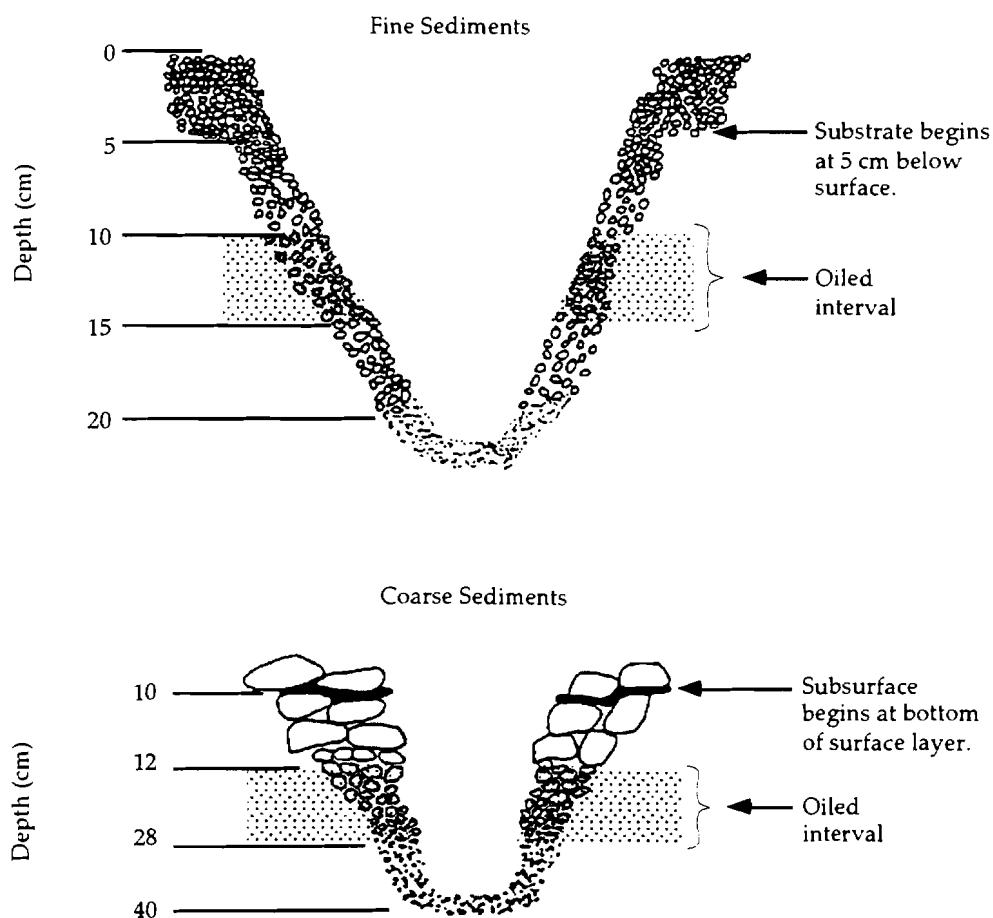 Fine Sediments
0
5
10
15
20
Depth (cm)
Substrate begins
at 5 cm below
surface.
Oiled
interval
Coarse Sediments
10
12
28
40
Depth (cm)
Subsurface
begins at bottom
of surface layer.
Oiled
interval